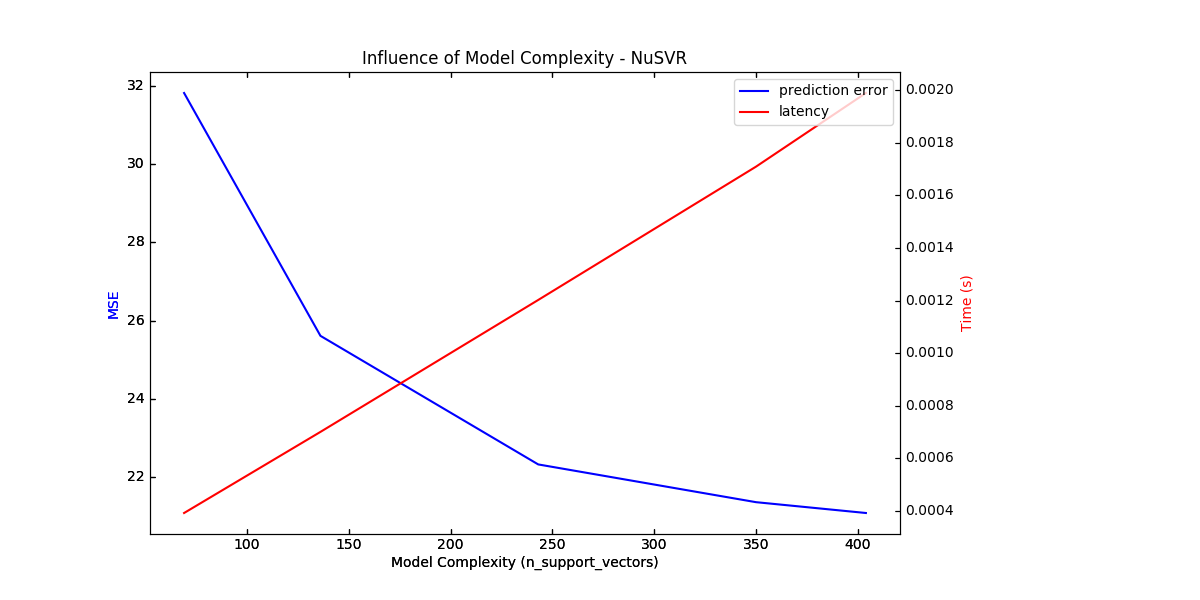 Influence of Model Complexity - NuSVR
prediction error
latency
32
30
28
26
24
22
MSE
0.0020
0.0018
0.0016
0.0014
0.0012
0.0010
0.0008
0.0006
0.0004
Time (s)
100 150 200 250 300 350 400
Model Complexity (n_support_vectors)